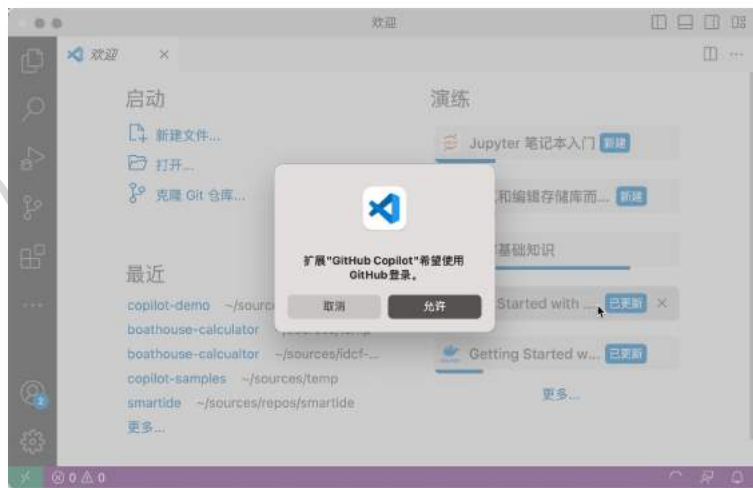 欢迎
欢迎
启动
新建文件...
打开...
克隆 Git 仓库...
最近
copilot-demo ~/sourc
boathouse-calculator
boathouse-calcualtor ~/sources/idcf-...
copilot-samples ~/sources/temp
smartide ~/sources/repos/smartide
更多...
演练
Jupyter 笔记本入门 新建
和编辑存储库而... 新建
基础知识
Started with ... 已更新
Getting Started w... 已更新
更多...
扩展"GitHub Copilot"希望使用
GitHub 登录。
取消 允许
2
0 0